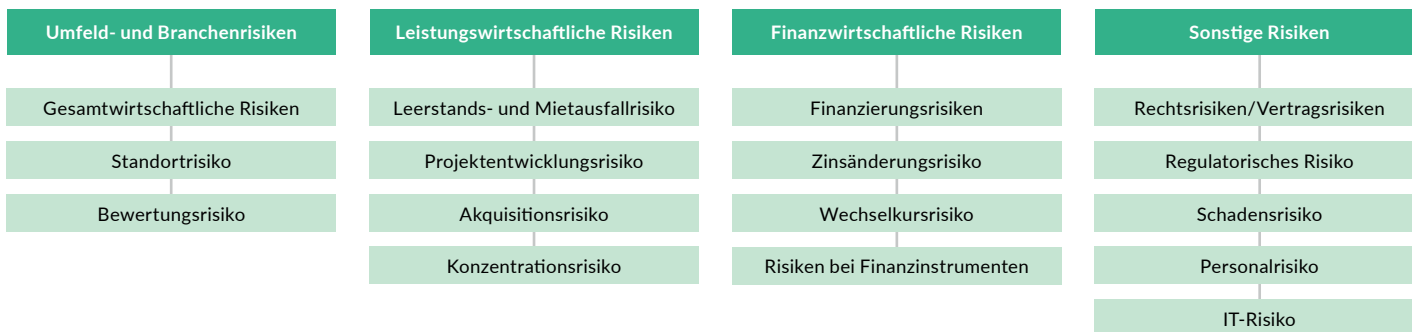 Umfeld- und Branchenrisiken
Gesamtwirtschaftliche Risiken
Standortrisiko
Bewertungsrisiko
Leistungswirtschaftliche Risiken
Leerstands- und Mietausfallrisiko
Projektentwicklungsrisiko
Akquisitionsrisiko
Konzentrationsrisiko
Finanzwirtschaftliche Risiken
Finanzierungsrisiken
Zinsänderungsrisiko
Wechselkursrisiko
Risiken bei Finanzinstrumenten
Sonstige Risiken
Rechtsrisiken/Vertragsrisiken
Regulatorisches Risiko
Schadensrisiko
Personalrisiko
IT-Risiko